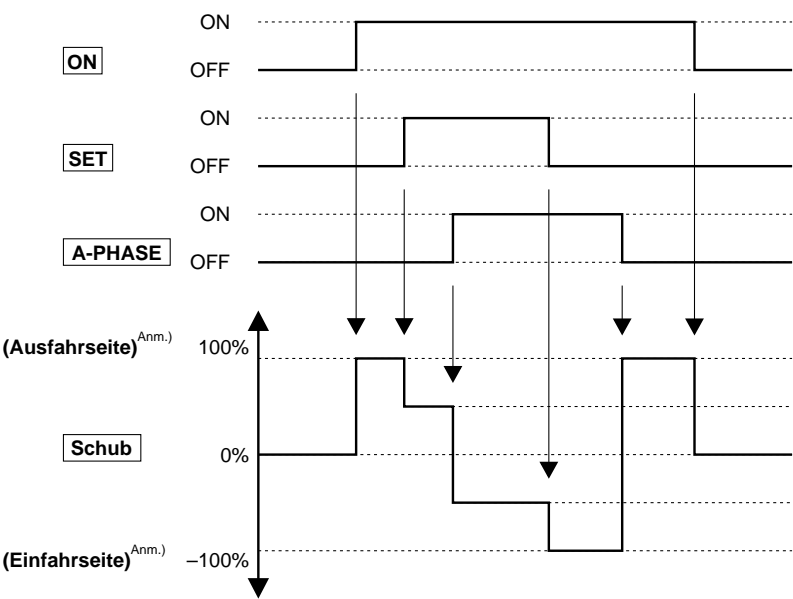 ON
ON
OFF
ON
SET
OFF
ON
A-PHASE
OFF
(Ausfahrseite)Anm.) 100%
Schub
0%
(Einfahrseite)Anm.) –100%